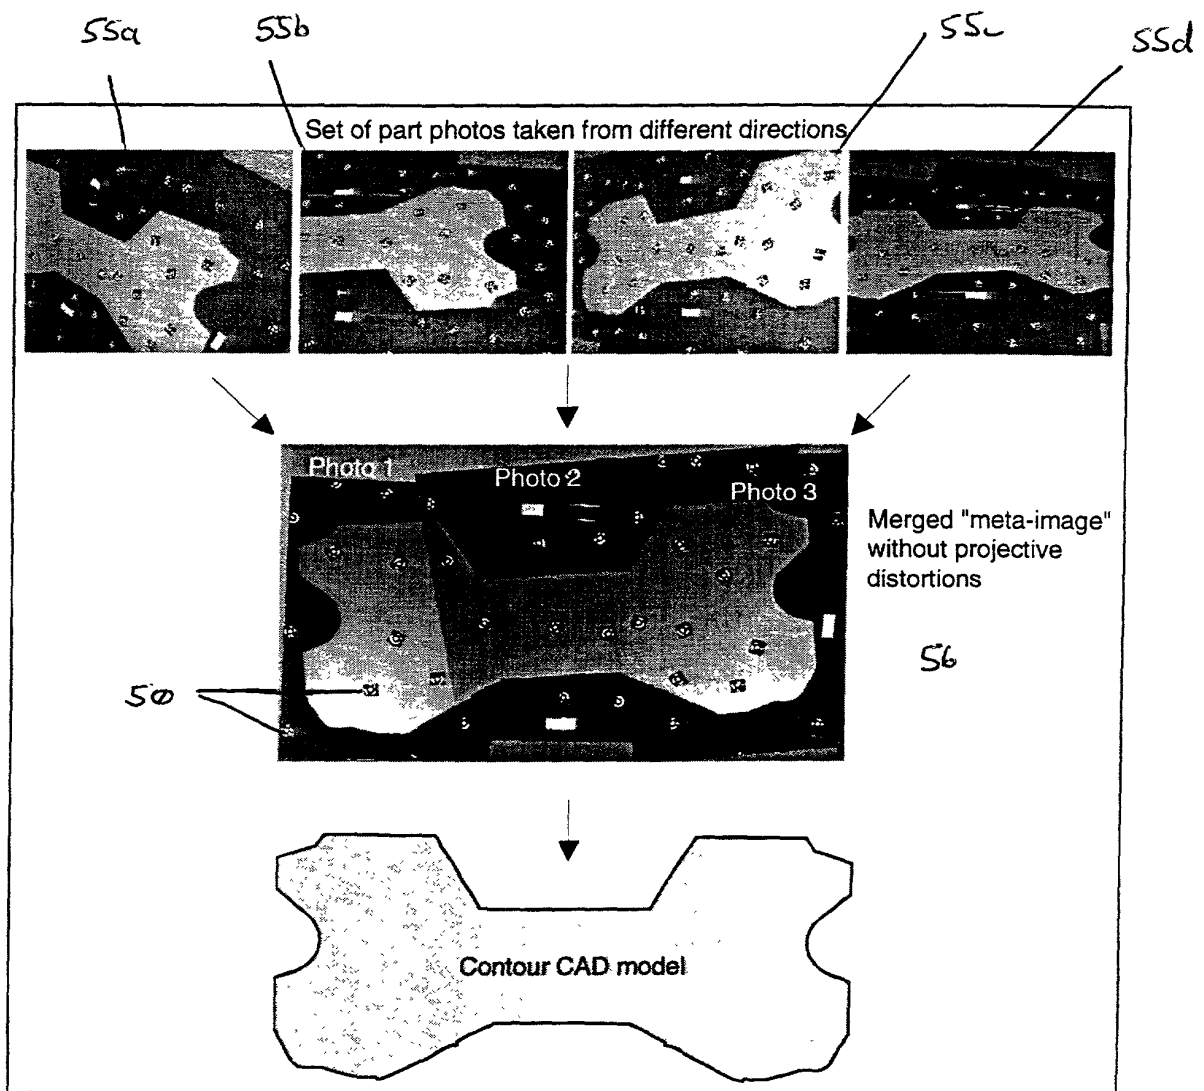 55a
55b
55c
55d
Set of part photos taken from different directions
Photo 1
Photo 2
Photo 3
Merged "meta-image"
without projective
distortions
56
50
Contour CAD model